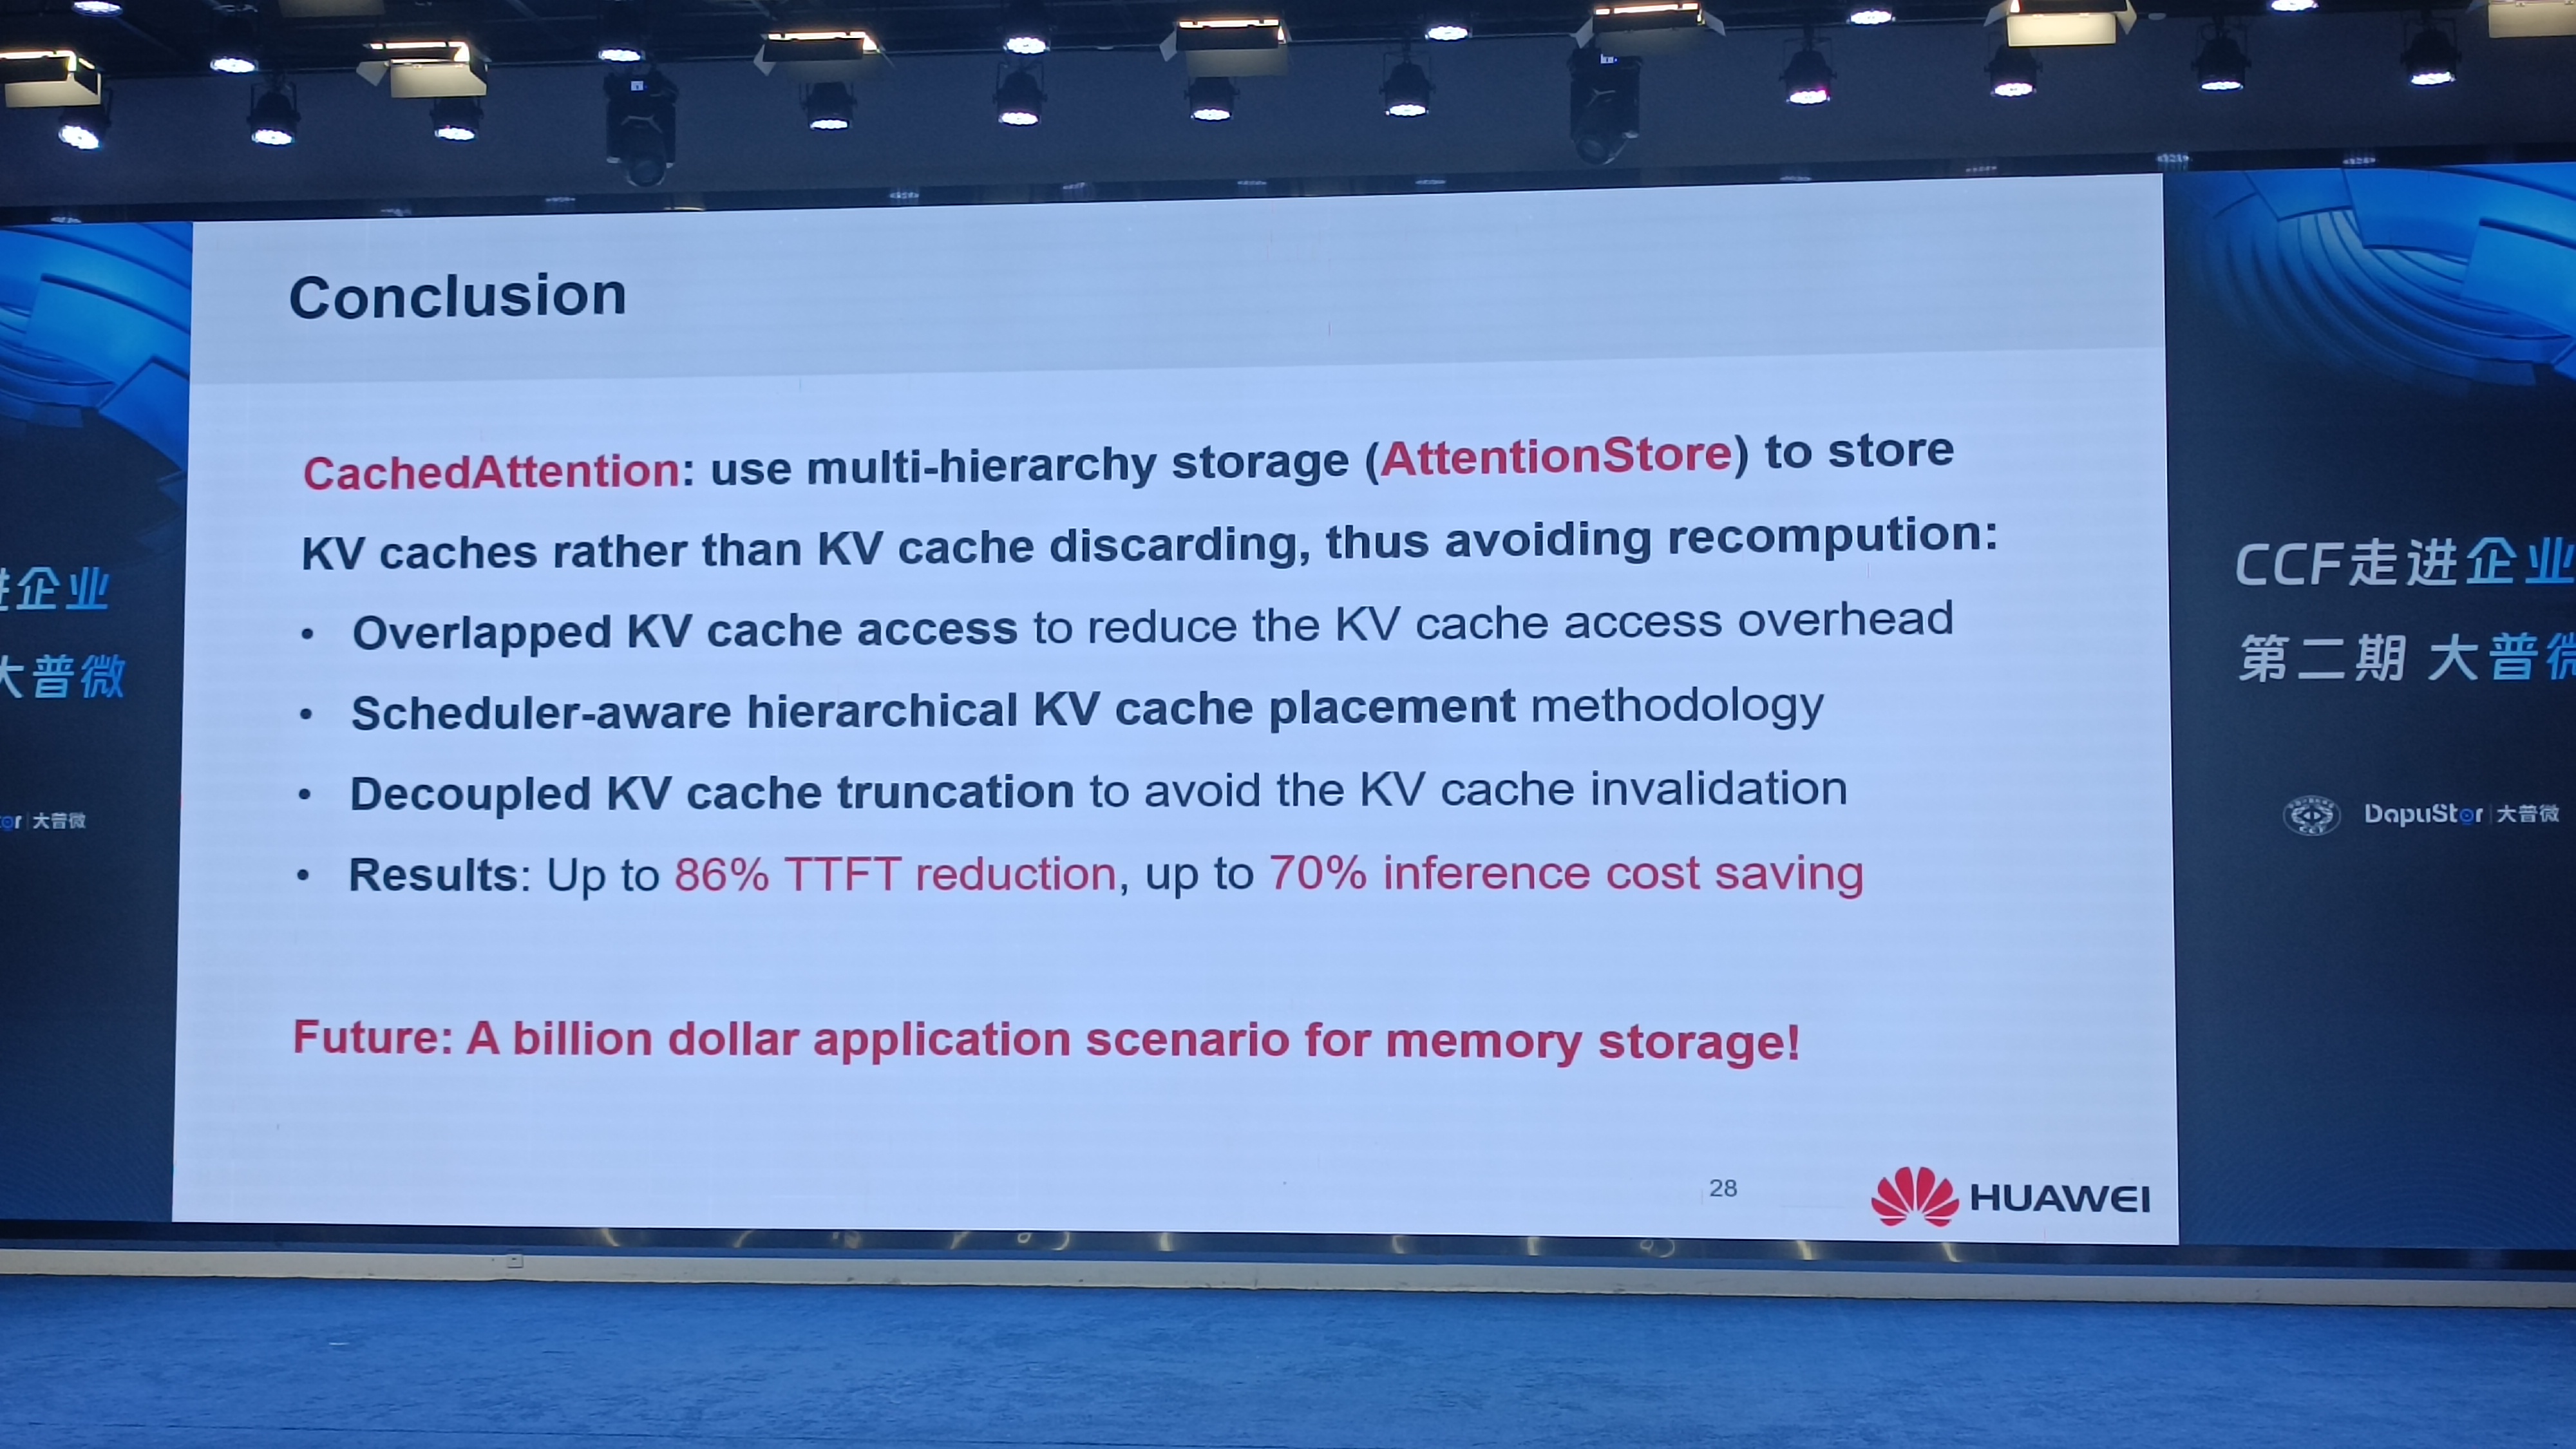 Conclusion
CachedAttention: use multi-hierarchy storage (AttentionStore) to store
KV caches rather than KV cache discarding, thus avoiding recompution:
• Overlapped KV cache access to reduce the KV cache access overhead
• Scheduler-aware hierarchical KV cache placement methodology
• Decoupled KV cache truncation to avoid the KV cache invalidation
• Results: Up to 86% TTFT reduction, up to 70% inference cost saving
Future: A billion dollar application scenario for memory storage!
28
HUAWEI
进企业
大普微
or | 大普微
CCF走进企业
第二期 大普微
CCF
DapuStor | 大普微